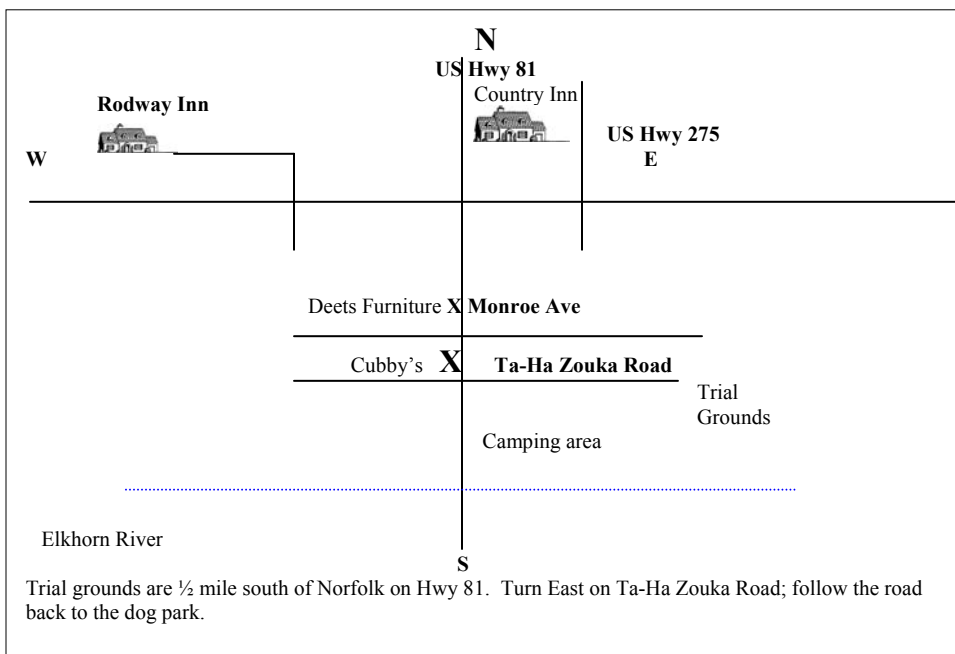 N
US Hwy 81
Country Inn
Rodway Inn
US Hwy 275
W
E
Deets Furniture X Monroe Ave
Cubby's X Ta-Ha Zouka Road
Trial
Grounds
Camping area
Elkhorn River
S
Trial grounds are ½ mile south of Norfolk on Hwy 81.  Turn East on Ta-Ha Zouka Road; follow the road
back to the dog park.